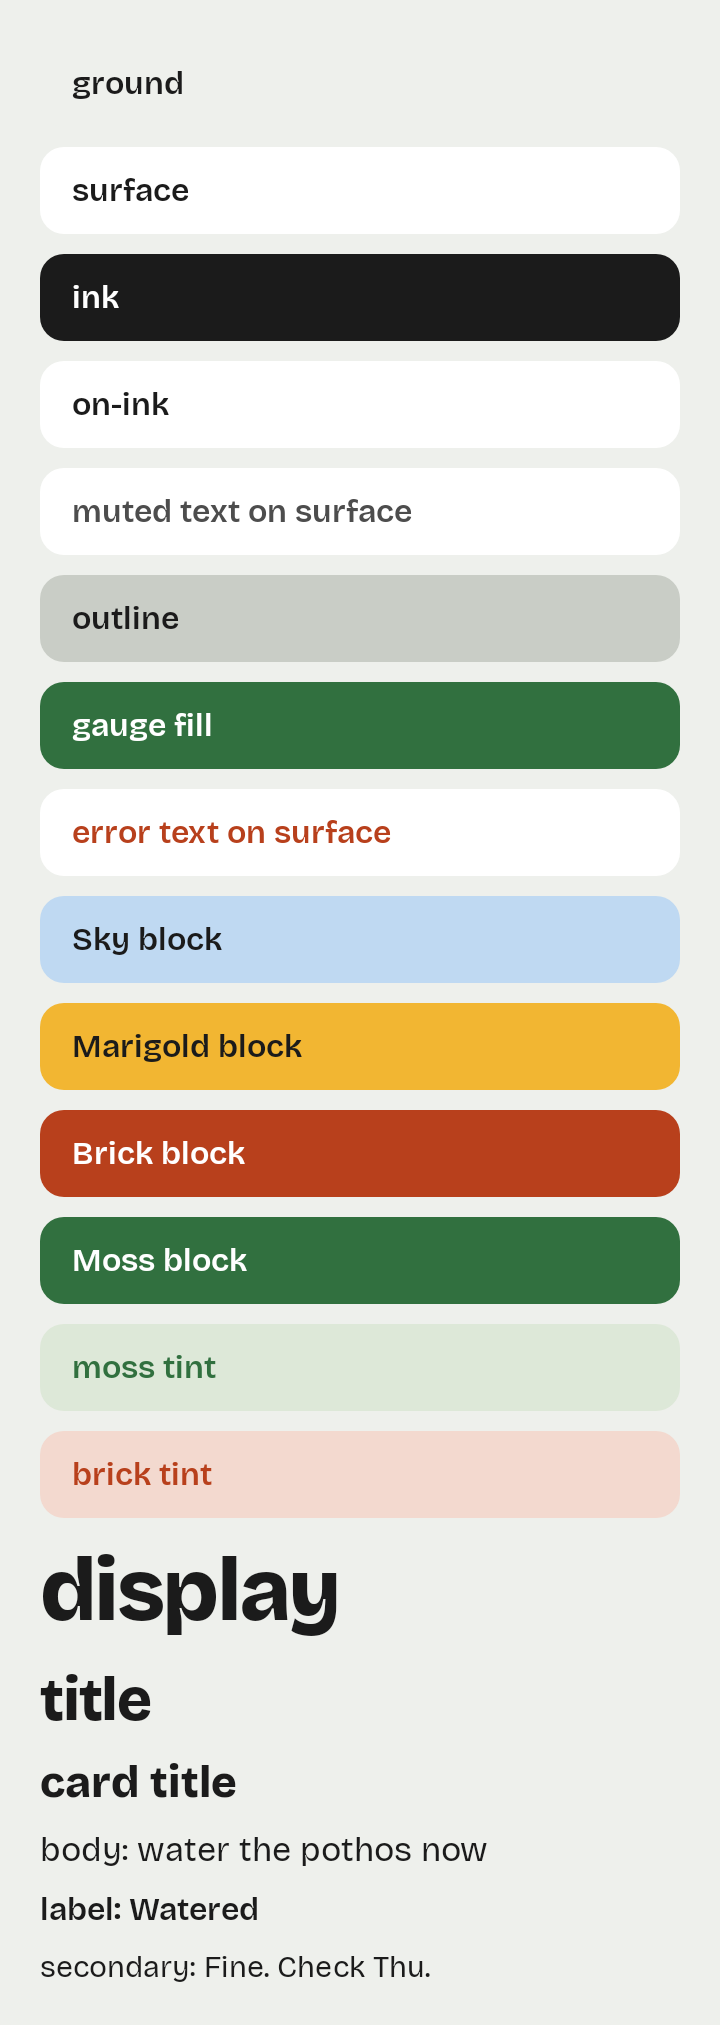 ground
surface
ink
on-ink
muted text on surface
outline
gauge fill
error text on surface
Sky block
Marigold block
Brick block
Moss block
moss tint
brick tint
display
title
card title
body: water the pothos now
label: Watered
secondary: Fine. Check Thu.